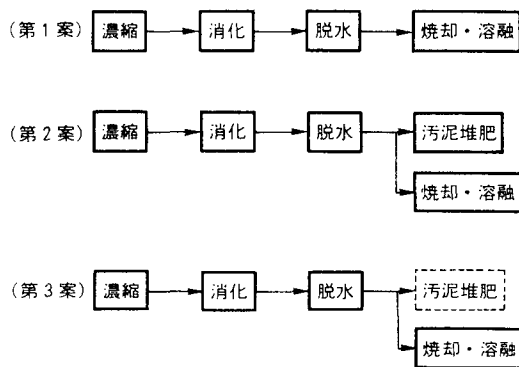 (第1案) 濃縮 消化 脱水 焼却・溶融
(第2案) 濃縮 消化 脱水 汚泥堆肥
焼却・溶融
(第3案) 濃縮 消化 脱水 汚泥堆肥
焼却・溶融